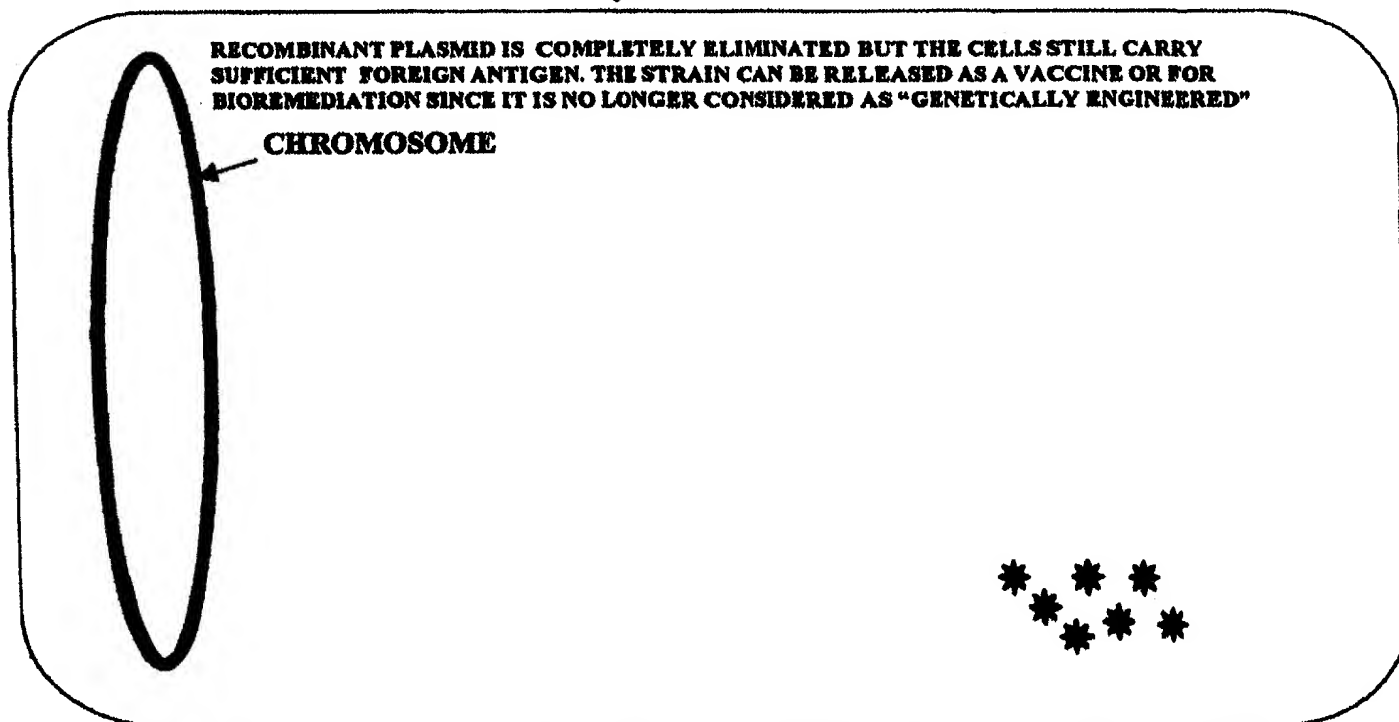 RECOMBINANT PLASMID IS COMPLETELY ELIMINATED BUT THE CELLS STILL CARRY
SUFFICIENT FOREIGN ANTIGEN. THE STRAIN CAN BE RELEASED AS A VACCINE OR FOR
BIOREMEDIATION SINCE IT IS NO LONGER CONSIDERED AS "GENETICALLY ENGINEERED"
CHROMOSOME